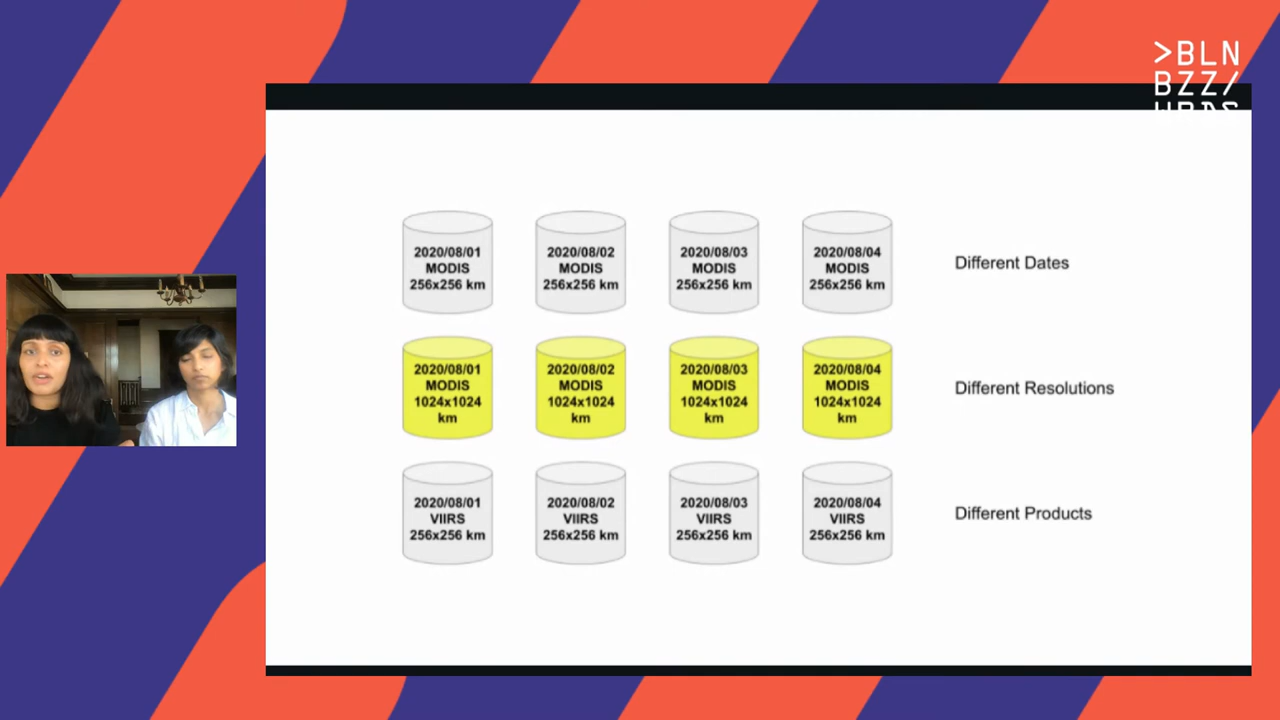 >BLN
BZZ/
2020/08/01
MODIS
256x256 km
2020/08/02
MODIS
256x256 km
2020/08/03
MODIS
256x256 km
2020/08/04
MODIS
256x256 km
Different Dates
2020/08/01
MODIS
1024x1024
km
2020/08/02
MODIS
1024x1024
km
2020/08/03
MODIS
1024x1024
km
2020/08/04
MODIS
1024x1024
km
Different Resolutions
2020/08/01
VIIRS
256x256 km
2020/08/02
VIIRS
256x256 km
2020/08/03
VIIRS
256x256 km
2020/08/04
VIIRS
256x256 km
Different Products